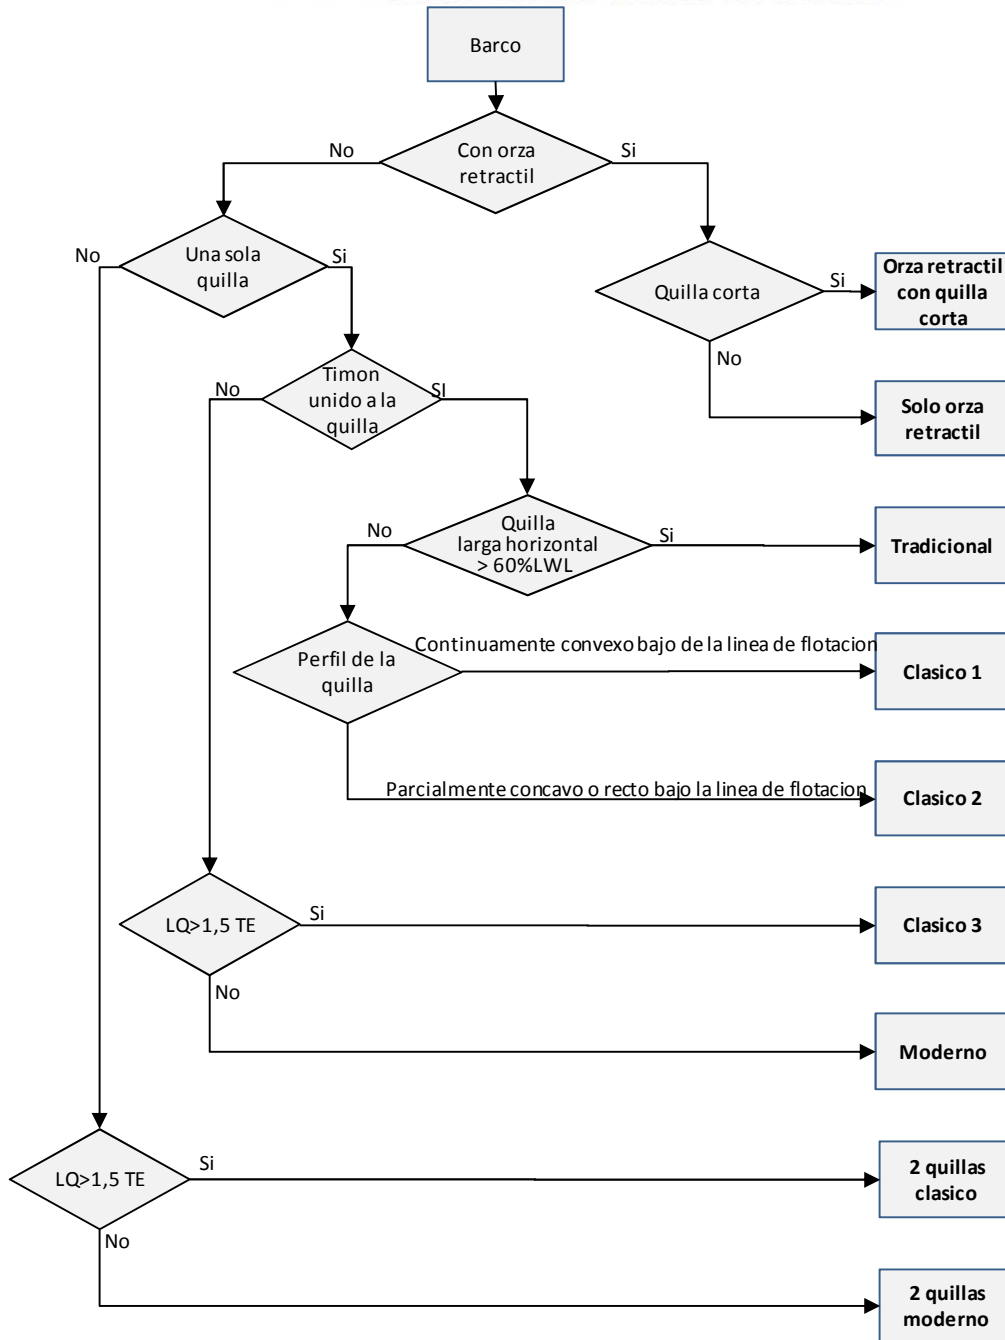 Barco
Con orza
retractil
No
Si
Una sola
quilla
No
Si
Quilla corta
Si
No
Orza retractil
con quilla
corta
Solo orza
retractil
Timon
unido a la
quilla
No
SI
Quilla
larga horizontal
> 60%LWL
No
Si
Tradicional
Perfil de la
quilla
Continuamente convexo bajo de la linea de flotacion
Clasico 1
Parcialmente concavo o recto bajo la linea de flotacion
Clasico 2
LQ>1,5 TE
Si
No
Clasico 3
Moderno
LQ>1,5 TE
Si
No
2 quillas
clasico
2 quillas
moderno